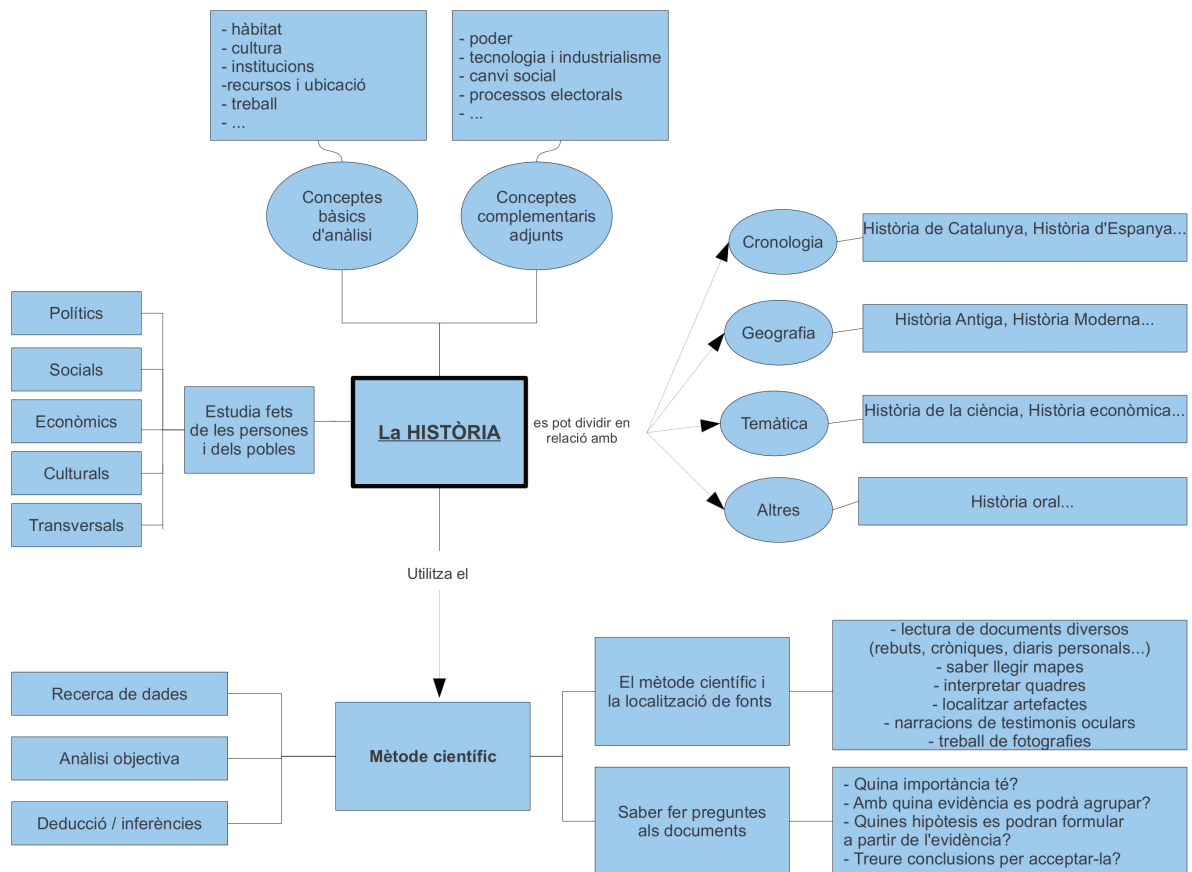 - hàbitat
- cultura
- institucions
-recursos i ubicació
- treball
- ...
- poder
- tecnologia i industrialisme
- canvi social
- processos electorals
- ...
Conceptes
bàsics
d'anàlisi
Conceptes
complementaris
adjunts
Cronologia
Història de Catalunya, Història d'Espanya...
Geografia
Història Antiga, Història Moderna...
Temàtica
Història de la ciència, Història econòmica...
Altres
Història oral...
Polítics
Socials
Econòmics
Culturals
Transversals
Estudia fets
de les persones
i dels pobles
La HISTÒRIA
es pot dividir en
relació amb
Utilitza el
Recerca de dades
Anàlisi objectiva
Deducció / inferències
Mètode científic
El mètode científic i
la localització de fonts
- lectura de documents diversos
(rebuts, cròniques, diaris personals...)
- saber llegir mapes
- interpretar quadres
- localitzar artefactes
- narracions de testimonis oculars
- treball de fotografies
Saber fer preguntes
als documents
- Quina importància té?
- Amb quina evidència es podrà agrupar?
- Quines hipòtesis es podran formular
a partir de l'evidència?
- Treure conclusions per acceptar-la?